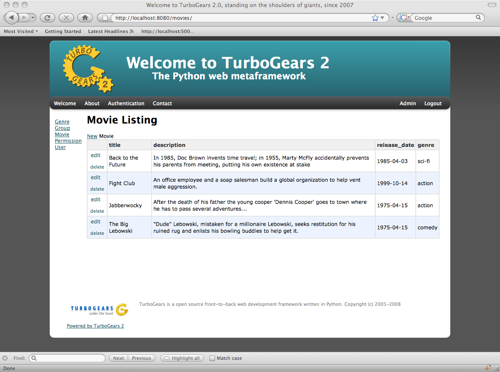 Welcome to TurboGears 2.0, standing on the shoulders of giants, since 2007
http://localhost:8080/movies/
Google
Most Visited
Getting Started
Latest Headlines
http://localhost:500...
TURBO
GEARS
2
Welcome to TurboGears 2
The Python web metaframework
Welcome About Authentication Contact Admin Logout
Genre
Group
Movie
Permission
User
Movie Listing
New Movie
title description release_date genre
edit
delete
Back to the
Future
In 1985, Doc Brown invents time travel; in 1955, Marty McFly accidentally prevents
his parents from meeting, putting his own existence at stake
1985-04-03 sci-fi
edit
delete
Fight Club
An office employee and a soap salesman build a global organization to help vent
male aggression.
1999-10-14 action
edit
delete
Jabberwocky
After the death of his father the young cooper 'Dennis Cooper' goes to town where
he has to pass several adventures...
1975-04-15 action
edit
delete
The Big
Lebowski
"Dude" Lebowski, mistaken for a millionaire Lebowski, seeks restitution for his
ruined rug and enlists his bowling buddies to help get it.
1975-04-15 comedy
TURBOGEARS
under the hood
TurboGears is a open source front-to-back web development framework written in Python. Copyright (c) 2005-2008
Powered by TurboGears 2
Find:
Next Previous
Highlight all
Match case
Done